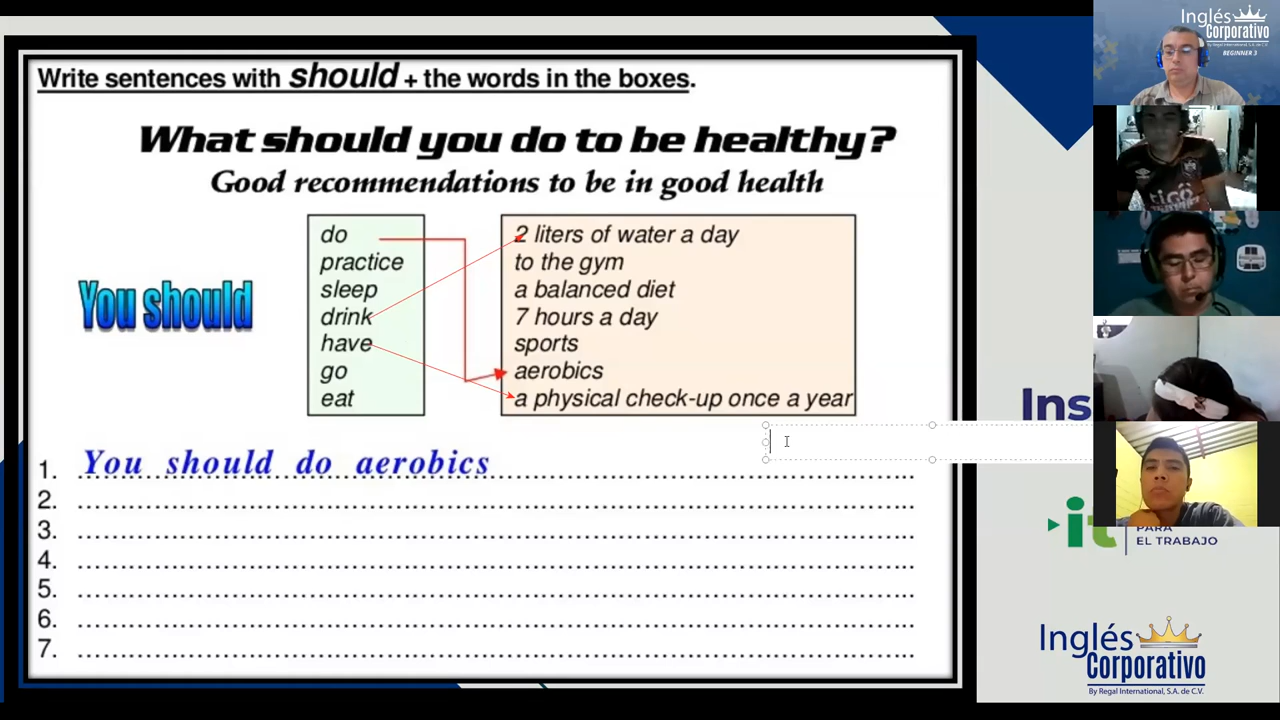 Write sentences with should + the words in the boxes.
What should you do to be healthy?
Good recommendations to be in good health
You should
do
practice
sleep
drink
have
go
eat
2 liters of water a day
to the gym
a balanced diet
7 hours a day
sports
aerobics
a physical check-up once a year
1. You should do aerobics
2.
3.
4.
5.
6.
7.
Inglés
Corporativo
By Regal International, S.A. de C.V.
BEGINNER 3
tigo
Ins
it
PARA
EL TRABAJO
Inglés
Corporativo
By Regal International, S.A. de C.V.